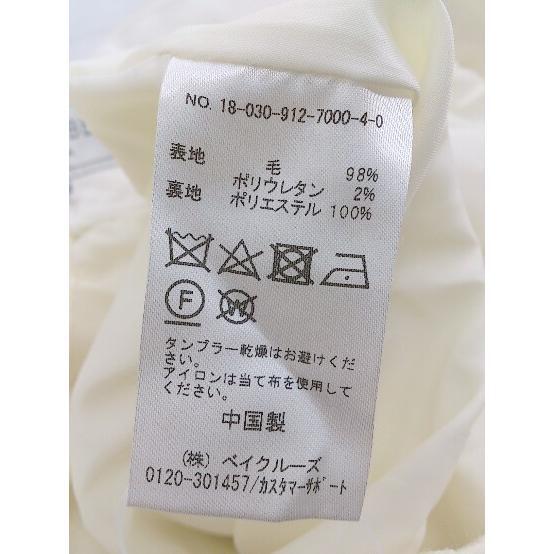 NO. 18-030-912-7000-4-0
表地 毛 98%
ポリウレタン 2%
裏地 ポリエステル 100%
F W
タンブラー乾燥はお避けくだ
さい。
アイロンは当て布を使用して
ください。
中国製
(株) ベイクルーズ
0120-301457/カスタマーサポート